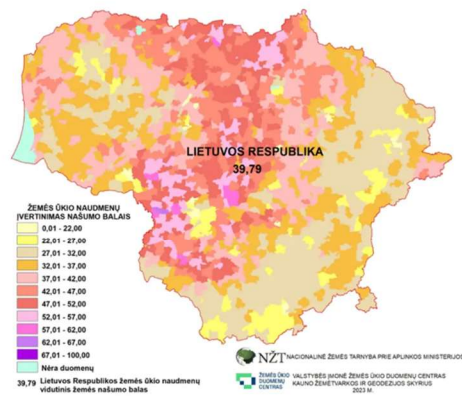 LIETUVOS RESPUBLIKA
39,79
ŽEMĖS ŪKIO NAUDMENŲ
ĮVERTINIMAS NAŠUMO BALAIS
0,01 - 22,00
22,01 - 27,00
27,01 - 32,00
32,01 - 37,00
37,01 - 42,00
42,01 - 47,00
47,01 - 52,00
52,01 - 57,00
57,01 - 62,00
62,01 - 67,00
67,01 - 100,00
Nėra duomenų
39,79 Lietuvos Respublikos žemės ūkio naudmenų
vidutinis žemės našumo balas
NŽT NACIONALINĖ ŽEMĖS TARNYBA PRIE APLINKOS MINISTERIJOS
ŽEMĖS ŪKIO
DUOMENŲ
CENTRAS
VALSTYBĖS ĮMONĖ ŽEMĖS ŪKIO DUOMENŲ CENTRAS
KAUNO ŽEMĖTVARKOS IR GEODEZIJOS SKYRIUS
2023 M.